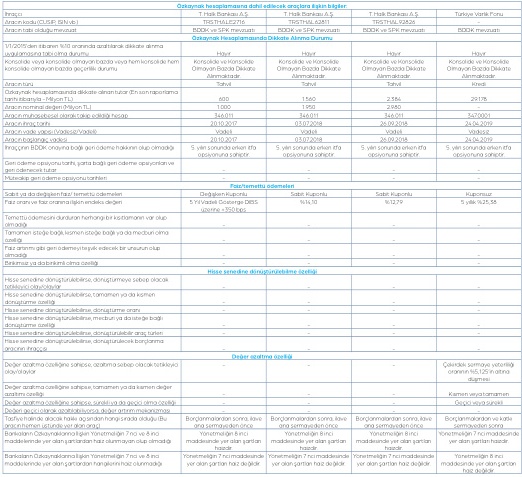 Özkaynak hesaplamasına dahil edilecek araçlara ilişkin bilgiler:
İhraççı T. Halk Bankası A.Ş. T. Halk Bankası A.Ş. T. Halk Bankası A.Ş. Türkiye Varlık Fonu
Aracın kodu (CUSIP, ISIN vb.) TRSTHALE2716 TRSTHAL62811 TRSTHAL92826 -
Aracın tabi olduğu mevzuat BDDK ve SPK mevzuatı BDDK ve SPK mevzuatı BDDK ve SPK mevzuatı BDDK mevzuatı
Özkaynak Hesaplamasında Dikkate Alınma Durumu
1/1/2015'den itibaren %10 oranında azaltılarak dikkate alınma
uygulamasına tabi olma durumu Hayır Hayır Hayır Hayır
Konsolide veya konsolide olmayan bazda veya hem konsolide hem
konsolide olmayan bazda geçerlilik durumu
Konsolide ve Konsolide Olmayan Bazda Dikkate Alınmaktadır Konsolide ve Konsolide Olmayan Bazda Dikkate Alınmaktadır Konsolide ve Konsolide Olmayan Bazda Dikkate Alınmaktadır Konsolide ve Konsolide Olmayan Bazda Dikkate Alınmaktadır
Aracın türü Tahvil Tahvil Tahvil Kredi
Özkaynak hesaplamasında dikkate alınan tutar (En son raporlama
tarihi itibarıyla - Milyon TL) 600 1.560 2.384 29.178
Aracın nominal değeri (Milyon TL) 1.000 1.950 2.980 -
Aracın muhasebesel olarak takip edildiği hesap 346.011 346.011 346.011 3470001
Aracın ihraç tarihi 20.10.2017 03.07.2018 26.09.2018 24.04.2019
Aracın vade yapısı (Vadesiz/Vadeli) Vadeli Vadeli Vadeli Vadesiz
Aracın başlangıç vadesi 20.10.2017 03.07.2018 26.09.2018 24.04.2019
İhraççının BDDK onayına bağlı geri ödeme hakkının olup olmadığı 5. yılın sonunda erken itfa opsiyonuna sahiptir. 5. yılın sonunda erken itfa opsiyonuna sahiptir. 5. yılın sonunda erken itfa opsiyonuna sahiptir. 5. yılın sonunda erken itfa opsiyonuna sahiptir.
Geri ödeme opsiyonu tarihi, şarta bağlı geri ödeme opsiyonları ve
geri ödenecek tutar - - - -
Müteakip geri ödeme opsiyonu tarihleri - - - -
Faiz/temettü ödemeleri
Sabit ya da değişken faiz/ temettü ödemeleri Değişken Kuponlu Sabit Kuponlu Sabit Kuponlu Kuponsuz
Faiz oranı ve faiz oranına ilişkin endeks değeri 5 Yıl Vadeli Gösterge DİBS üzerine +350 bps %14,10 %12,79 5 yıllık %25,38
Temettü ödemesini durduran herhangi bir kısıtlamanın var olup
olmadığı - - - -
Tamamen isteğe bağlı, kısmen isteğe bağlı ya da mecburi olma
özelliği - - - -
Faiz artırımı gibi geri ödemeyi teşvik edecek bir unsurun olup
olmadığı - - - -
Birikimsiz ya da birikimli olma özelliği - - - -
Hisse senedine dönüştürülebilme özelliği
Hisse senedine dönüştürülebilirse, dönüştürmeye sebep olacak
tetikleyici olay/olaylar - - - -
Hisse senedine dönüştürülebilirse, tamamen ya da kısmen
dönüştürme özelliği - - - -
Hisse senedine dönüştürülebilirse, dönüştürme oranı - - - -
Hisse senedine dönüştürülebilirse, mecburi ya da isteğe bağlı
dönüştürme özelliği - - - -
Hisse senedine dönüştürülebilirse, dönüştürülebilir araç türleri - - - -
Hisse senedine dönüştürülebilirse, dönüştürülecek borçlanma
aracının ihraççısı - - - -
Değer azaltma özelliği
Değer azaltma özelliğine sahipse, azaltıma sebep olacak tetikleyici
olay/olaylar - - - Çekirdek sermaye yeterliliği oranının %5,125'in altına düşmesi
Değer azaltma özelliğine sahipse, tamamen ya da kısmen değer
azaltımı özelliği - - - Kısmen veya tamamen
Değer azaltma özelliğine sahipse, sürekli ya da geçici olma özelliği - - - Geçici veya sürekli
Değeri geçici olarak azaltılabiliyorsa, değer artırım mekanizması
Tasfiye halinde alacak hakkı açısından hangi sırada olduğu (Bu
aracın hemen üstünde yer alan araç) Borçlanmalardan sonra, ilave ana sermayeden önce Borçlanmalardan sonra, ilave ana sermayeden önce Borçlanmalardan sonra, ilave ana sermayeden önce Borçlanmalardan ve katkı sermayeden sonra
Bankaların Özkaynaklarına İlişkin Yönetmeliğin 7 nci ve 8 inci
maddelerinde yer alan şartlardan haiz olunmayan olup olmadığı Yönetmeliğin 8 inci maddesinde yer alan şartları haizdir. Yönetmeliğin 8 inci maddesinde yer alan şartları haizdir. Yönetmeliğin 8 inci maddesinde yer alan şartları haizdir. Yönetmeliğin 7 nci maddesinde yer alan şartları haizdir.
Bankaların Özkaynaklarına İlişkin Yönetmeliğin 7 nci ve 8 inci
maddelerinde yer alan şartlardan hangilerini haiz olunmadığı Yönetmeliğin 7 nci maddesinde yer alan şartları haiz değildir. Yönetmeliğin 7 nci maddesinde yer alan şartları haiz değildir. Yönetmeliğin 7 nci maddesinde yer alan şartları haiz değildir. Yönetmeliğin 8 inci maddesinde yer alan şartları haiz değildir.